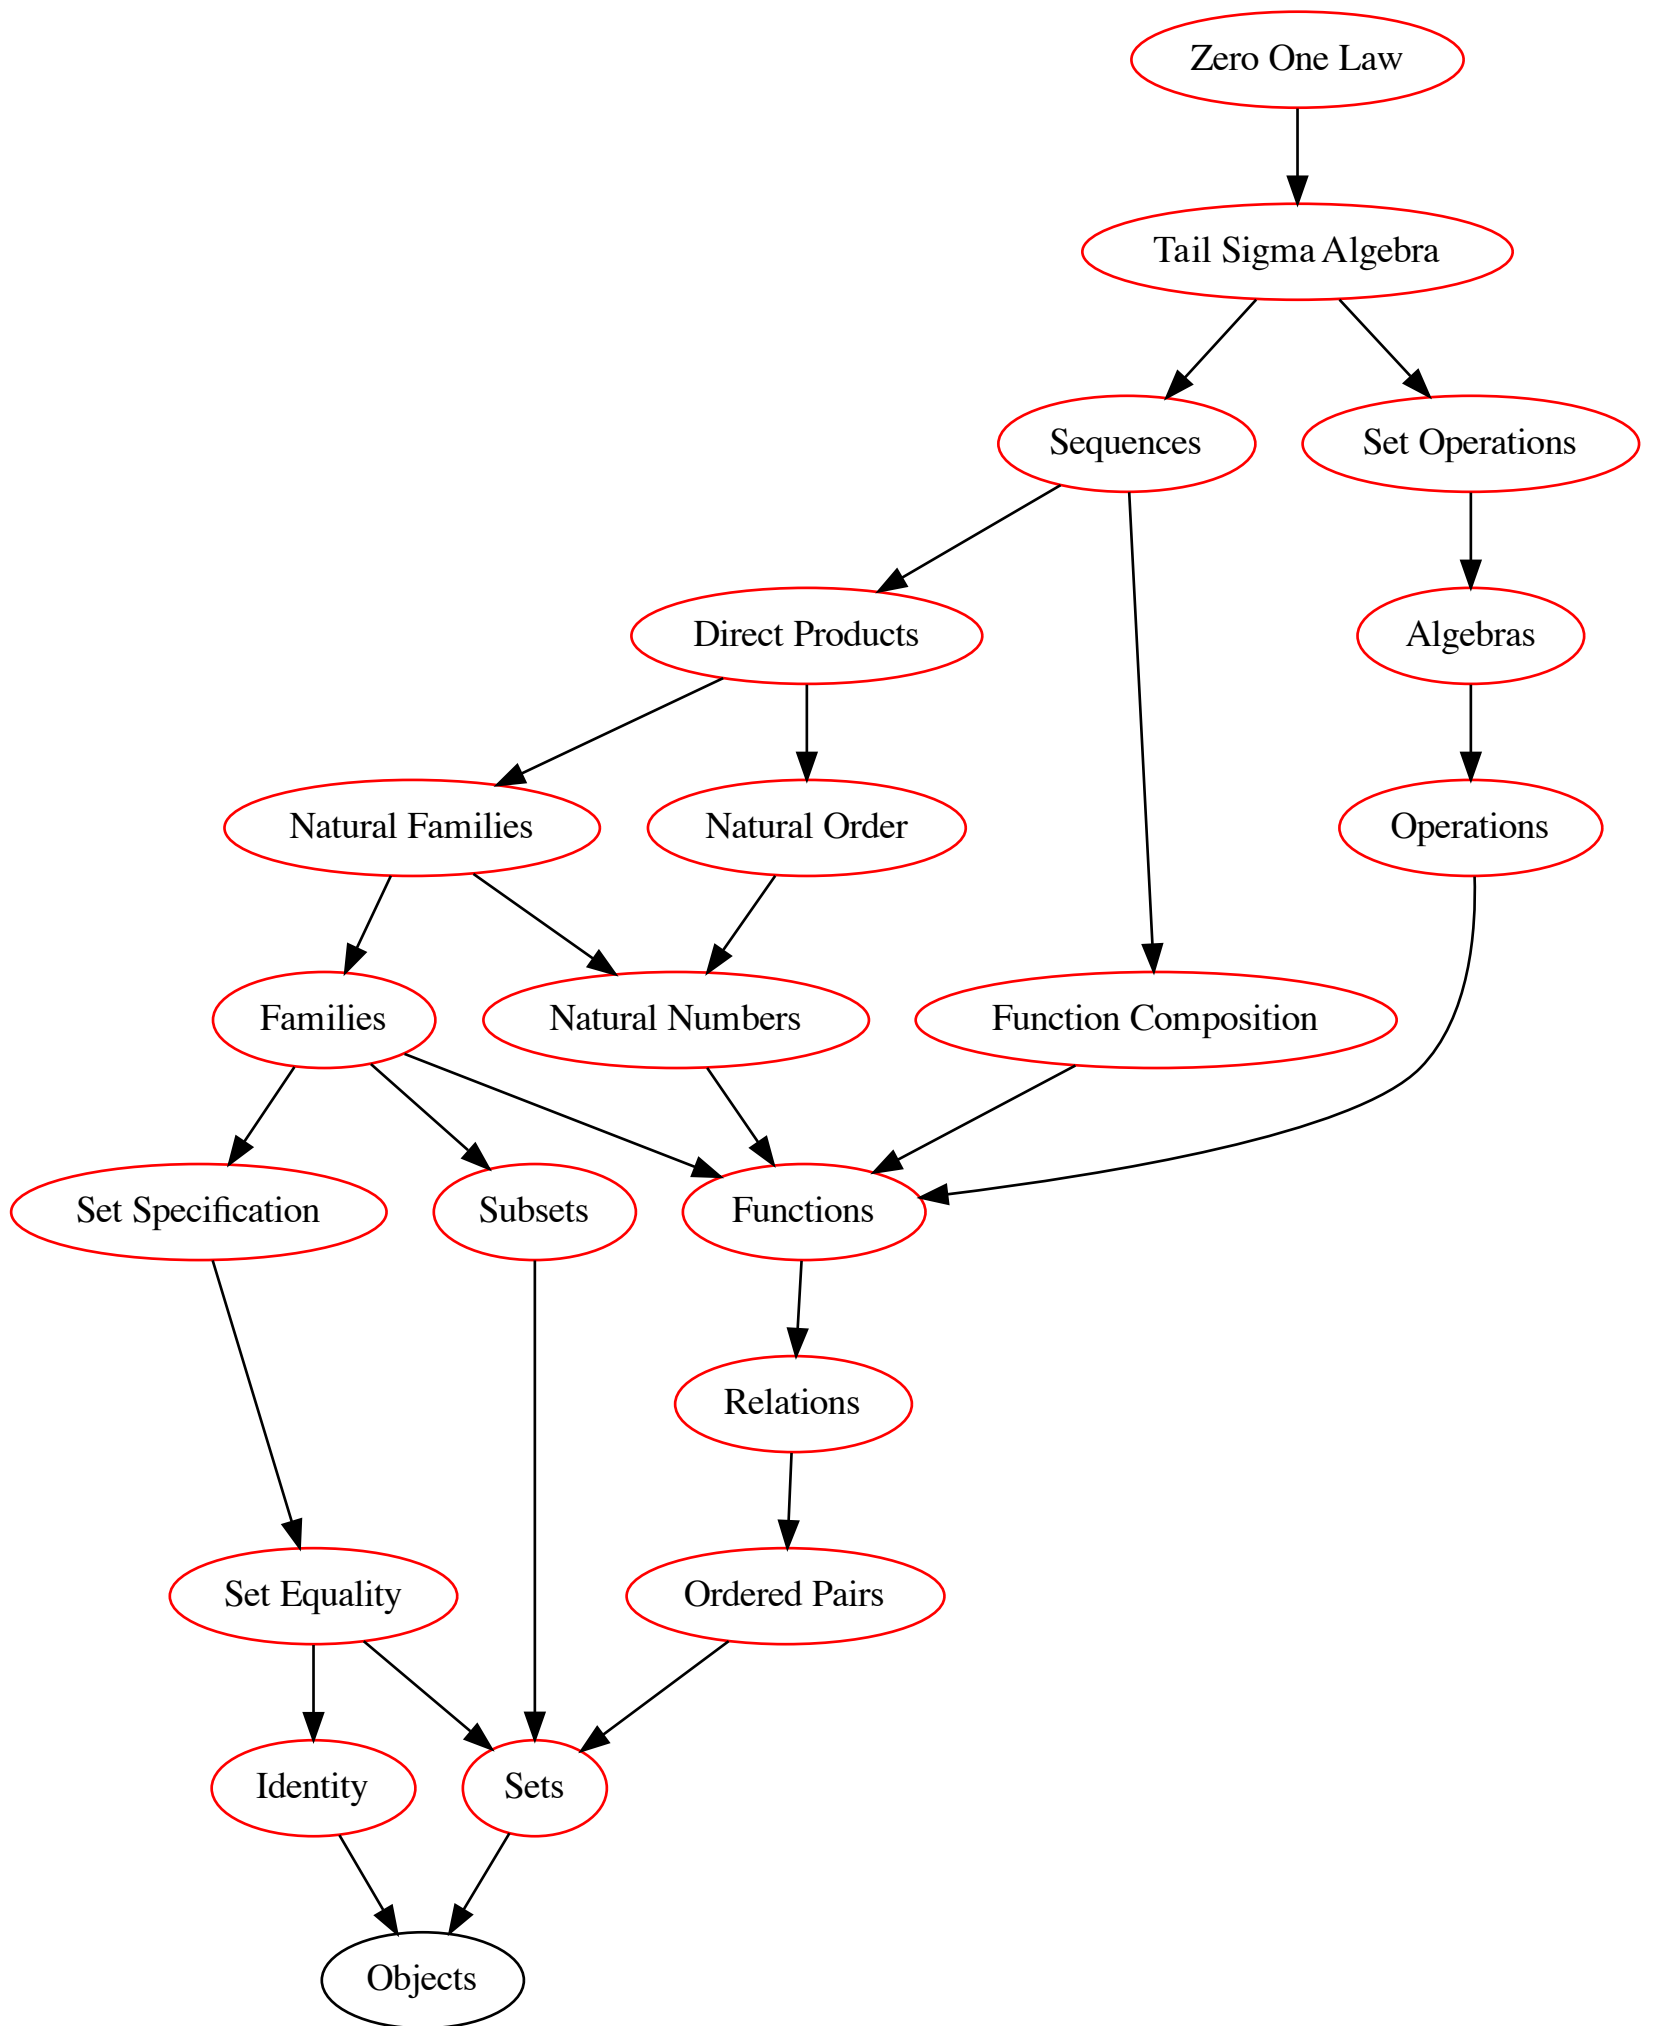 Zero One Law
Tail Sigma Algebra
Sequences
Set Operations
Direct Products
Algebras
Natural Families
Natural Order
Operations
Families
Natural Numbers
Function Composition
Set Specification
Subsets
Functions
Relations
Set Equality
Ordered Pairs
Identity
Sets
Objects